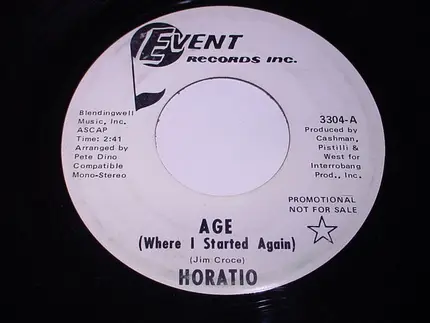 EVENT
RECORDS INC.
Blendingwell
Music, Inc.
ASCAP
Time: 2:41
Arranged by
Pete Dino
Compatible
Mono-Stereo
3304-A
Produced by
Cashman,
Pistilli &
West for
Interrobang
Prod., Inc.
PROMOTIONAL
NOT FOR SALE
AGE
(Where I Started Again)
(Jim Croce)
HORATIO